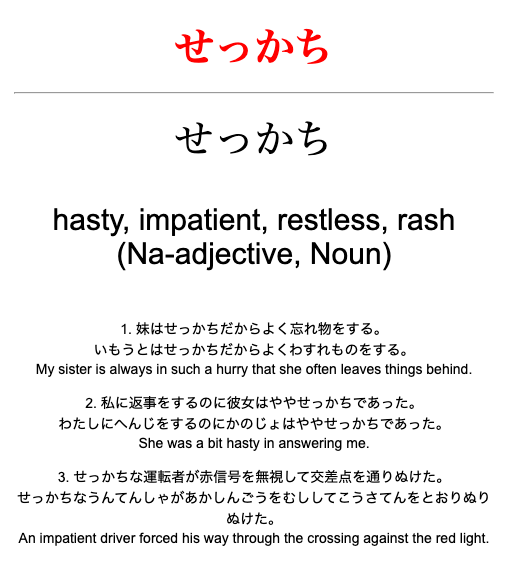 せっかち
せっかち
hasty, impatient, restless, rash
(Na-adjective, Noun)
1. 妹はせっかちだからよく忘れ物をする。
いもうとはせっかちだからよくわすれものをする。
My sister is always in such a hurry that she often leaves things behind.
2. 私に返事をするのに彼女はややせっかちであった。
わたしにへんじをするのにかのじょはややせっかちであった。
She was a bit hasty in answering me.
3. せっかちな運転者が赤信号を無視して交差点を通りぬけた。
せっかちなうんてんしゃがあかしんごうをむししてこうさてんをとおりぬり
ぬけた。
An impatient driver forced his way through the crossing against the red light.